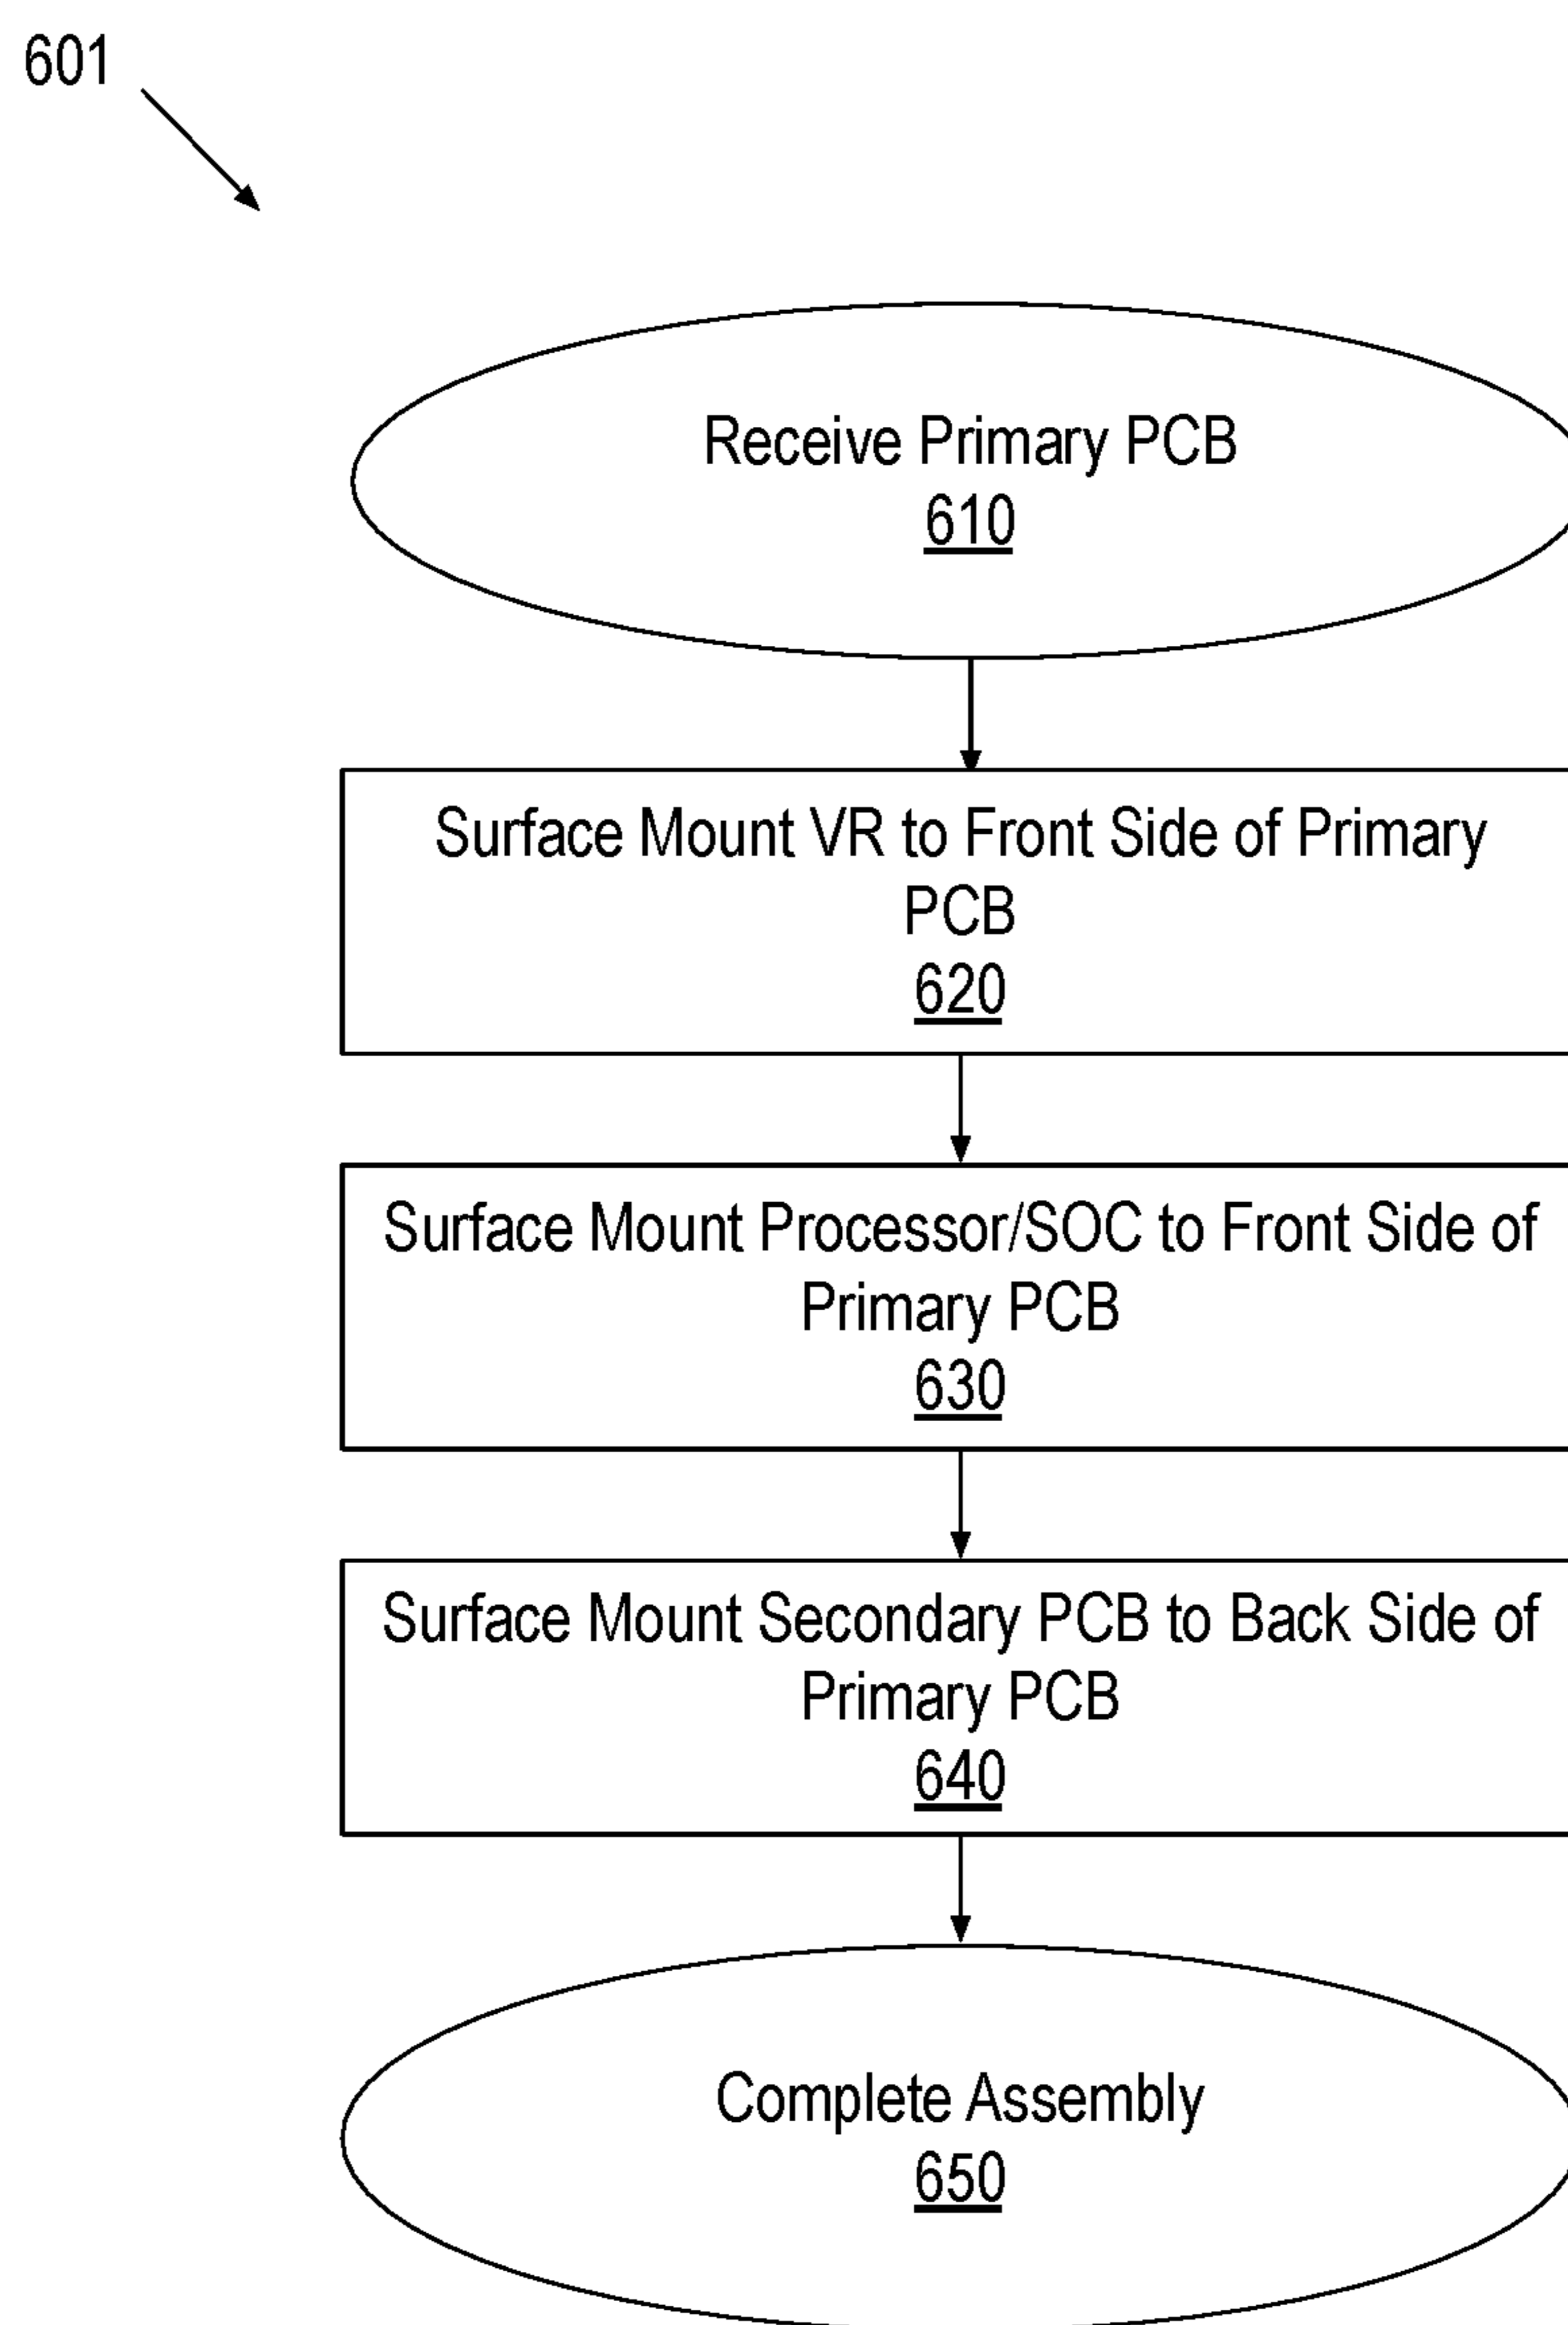 601
Receive Primary PCB
610
Surface Mount VR to Front Side of Primary
PCB
620
Surface Mount Processor/SOC to Front Side of
Primary PCB
630
Surface Mount Secondary PCB to Back Side of
Primary PCB
640
Complete Assembly
650